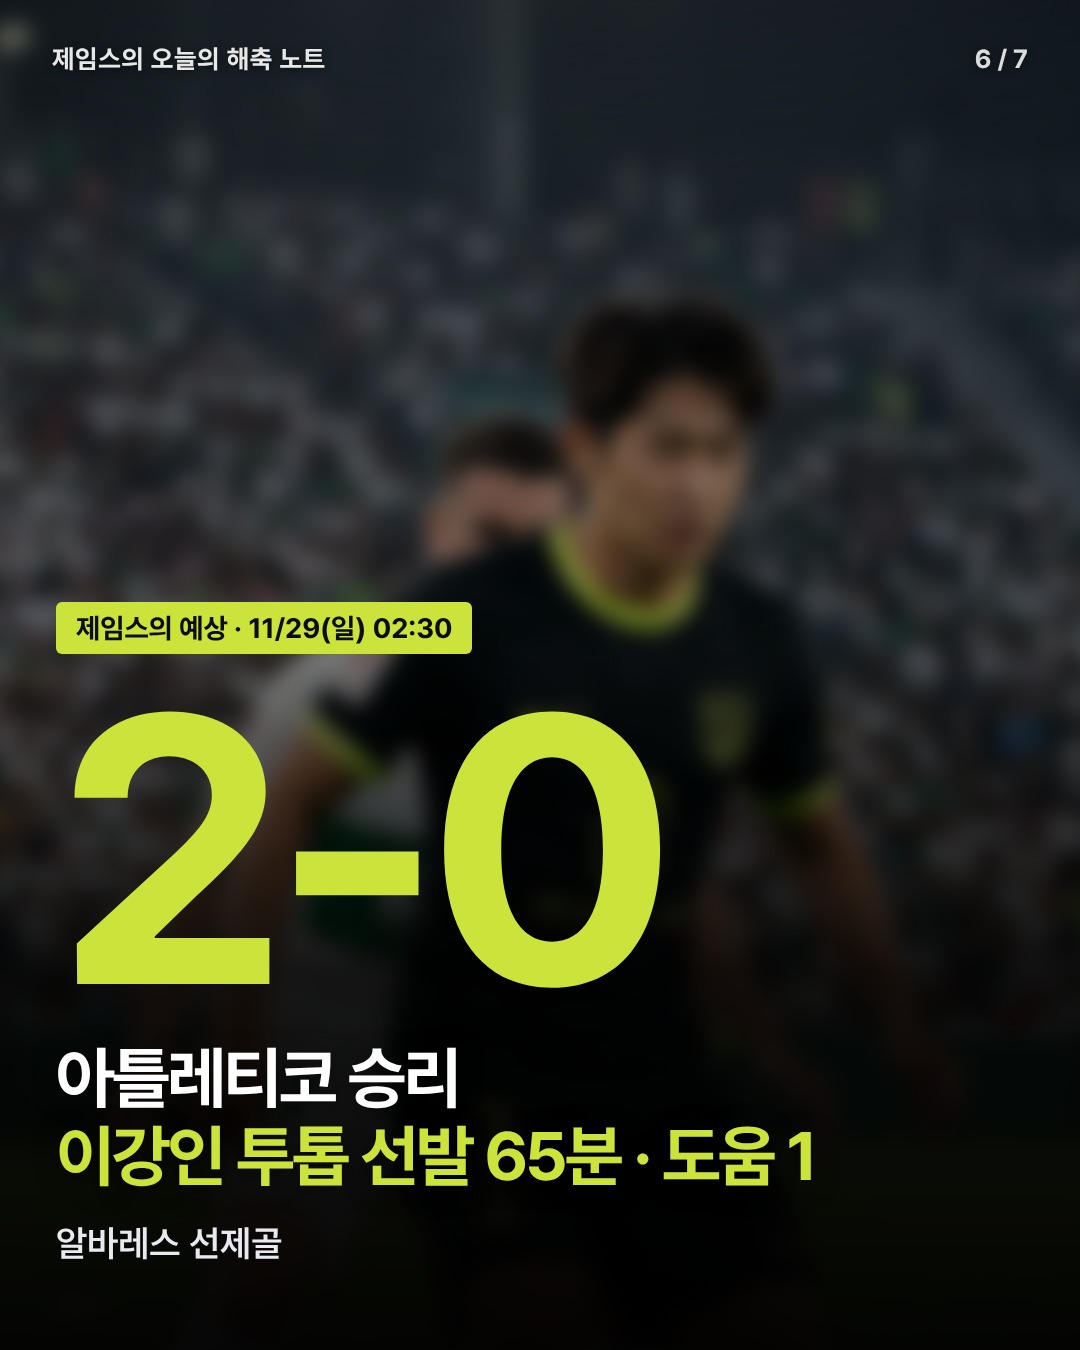 제임스의 오늘의 해축 노트
6 / 7
제임스의 예상 · 11/29(일) 02:30
2-0
아틀레티코 승리
이강인 투톱 선발 65분 · 도움 1
알바레스 선제골